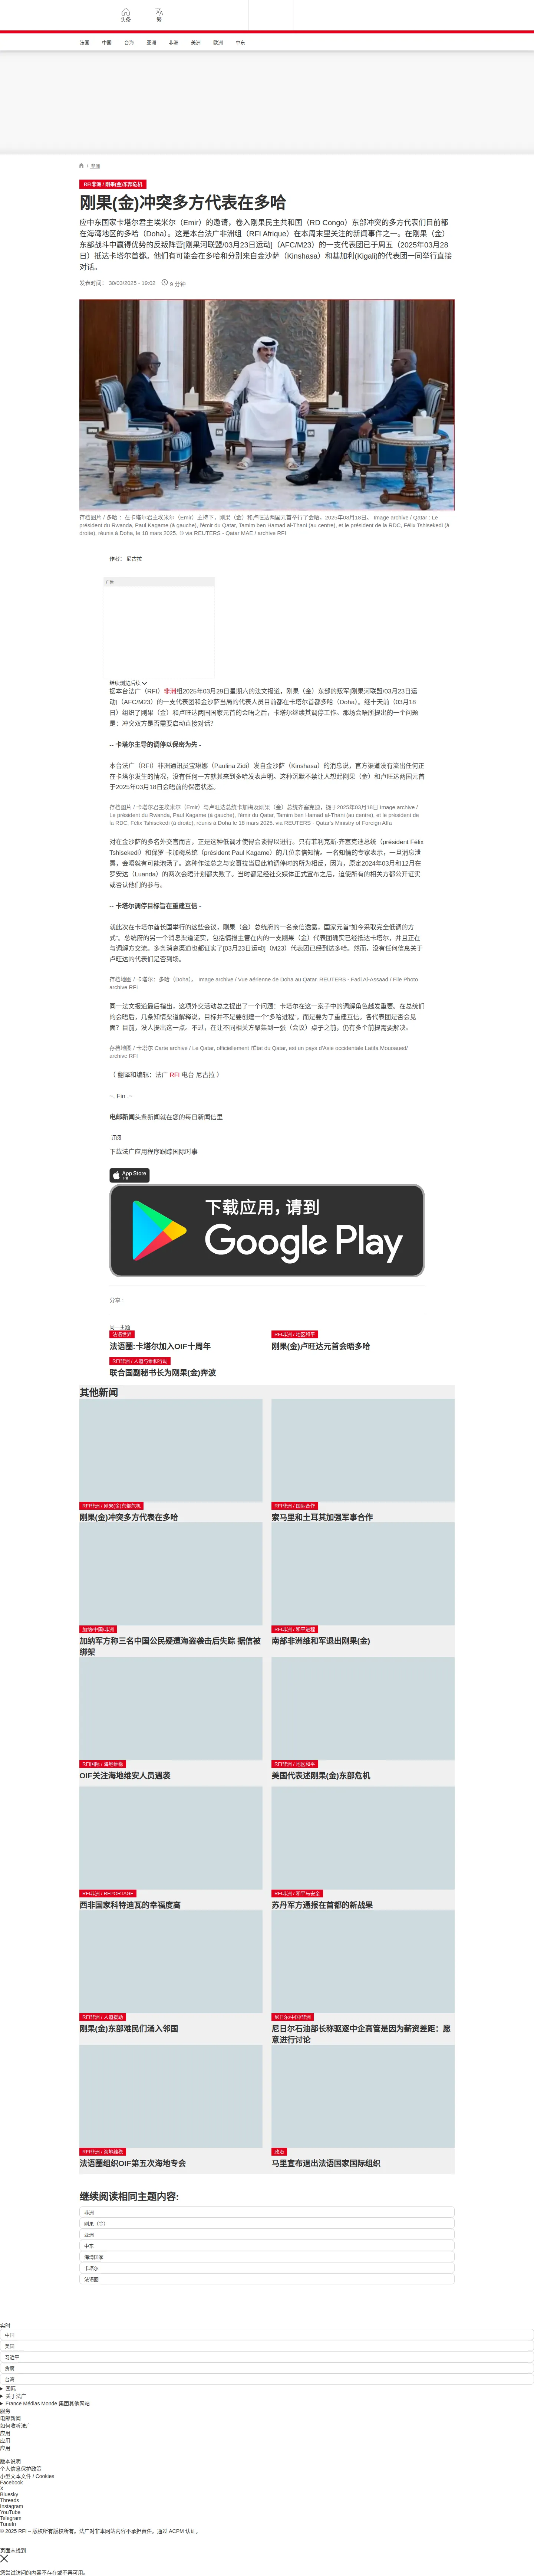 头条
繁
法国 中国 台海 亚洲 非洲 美洲 欧洲 中东
/ 亚洲
RFI非洲 / 刚果(金)东部危机
刚果(金)冲突多方代表在多哈
应中东国家卡塔尔君主埃米尔（Emir）的邀请，卷入刚果民主共和国（RD Congo）东部冲突的多方代表们目前都
在海湾地区的多哈（Doha）。这是本台法广非洲组（RFI Afrique）在本周末里关注的新闻事件之一。在刚果（金）
东部战斗中赢得优势的反叛阵营[刚果河联盟/03月23日运动]（AFC/M23）的一支代表团已于周五（2025年03月28
日）抵达卡塔尔首都。他们有可能会在多哈和分别来自金沙萨（Kinshasa）和基加利(Kigali)的代表团一同举行直接
对话。
发表时间： 30/03/2025 - 19:02 9 分钟
存档图片 / 多哈 ：在卡塔尔君主埃米尔（Emir）主持下，刚果（金）和卢旺达两国元首举行了会晤，2025年03月18日。 Image archive / Qatar : Le
président du Rwanda, Paul Kagame (à gauche), l'émir du Qatar, Tamim ben Hamad al-Thani (au centre), et le président de la RDC, Félix Tshisekedi (à
droite), réunis à Doha, le 18 mars 2025. © via REUTERS - Qatar MAE / archive RFI
作者： 尼古拉
广告
继续浏览后续
据本台法广（RFI）非洲组2025年03月29日星期六的法文报道，刚果（金）东部的叛军[刚果河联盟/03月23日运
动]（AFC/M23）的一支代表团和金沙萨当局的代表人员目前都在卡塔尔首都多哈（Doha）。继十天前（03月18
日）组织了刚果（金）和卢旺达两国国家元首的会晤之后，卡塔尔继续其调停工作。那场会晤所提出的一个问题
是：冲突双方是否需要启动直接对话？
-- 卡塔尔主导的调停以保密为先 -
本台法广（RFI）非洲通讯员宝琳娜（Paulina Zidi）发自金沙萨（Kinshasa）的消息说，官方渠道没有流出任何正
在卡塔尔发生的情况，没有任何一方就其来到多哈发表声明。这种沉默不禁让人想起刚果（金）和卢旺达两国元首
于2025年03月18日会晤前的保密状态。
存档图片 / 卡塔尔君主埃米尔（Emir）与卢旺达总统卡加梅及刚果（金）总统齐塞克迪，摄于2025年03月18日 Image archive /
Le président du Rwanda, Paul Kagame (à gauche), l'émir du Qatar, Tamim ben Hamad al-Thani (au centre), et le président de
la RDC, Félix Tshisekedi (à droite), réunis à Doha le 18 mars 2025. via REUTERS - Qatar's Ministry of Foreign Affa
对在金沙萨的多名外交官而言，正是这种低调才使得会谈得以进行。只有菲利克斯·齐塞克迪总统（président Félix
Tshisekedi）和保罗·卡加梅总统（président Paul Kagame）的几位亲信知情。一名知情的专家表示，一旦消息泄
露，会晤就有可能泡汤了。这种作法总之与安哥拉当局此前调停时的所为相反，因为，原定2024年03月和12月在
罗安达（Luanda）的两次会晤计划都失败了。当时都是经社交媒体正式宣布之后，迫使所有的相关方都公开证实
或否认他们的参与。
-- 卡塔尔调停目标旨在重建互信 -
就此次在卡塔尔酋长国举行的这些会议，刚果（金）总统府的一名亲信透露，国家元首“如今采取完全低调的方
式”。总统府的另一个消息渠道证实，包括情报主管在内的一支刚果（金）代表团确实已经抵达卡塔尔，并且正在
与调解方交流。多条消息渠道也都证实了[03月23日运动]（M23）代表团已经到达多哈。然而，没有任何信息关于
卢旺达的代表们是否到场。
存档地图 / 卡塔尔：多哈（Doha）。 Image archive / Vue aérienne de Doha au Qatar. REUTERS - Fadi Al-Assaad / File Photo
archive RFI
同一法文报道最后指出，这项外交活动总之提出了一个问题：卡塔尔在这一案子中的调解角色越发重要。在总统们
的会晤后，几条知情渠道解释说，目标并不是要创建一个“多哈进程”，而是要为了重建互信。各代表团是否会见
面？目前，没人提出这一点。不过，在让不同相关方聚集到一张（会议）桌子之前，仍有多个前提需要解决。
存档地图 / 卡塔尔 Carte archive / Le Qatar, officiellement l'État du Qatar, est un pays d'Asie occidentale Latifa Mouoaued/
archive RFI
（ 翻译和编辑：法广 RFI 电台 尼古拉 ）
~. Fin .~
电邮新闻头条新闻就在您的每日新闻信里
订阅
下载法广应用程序跟踪国际时事
App Store
下载
下载应用，请到
Google Play
分享 :
同一主题
法语世界
法语圈:卡塔尔加入OIF十周年
RFI非洲 / 地区和平
刚果(金)卢旺达元首会晤多哈
RFI非洲 / 人道与维和行动
联合国副秘书长为刚果(金)奔波
其他新闻
RFI非洲 / 刚果(金)东部危机
刚果(金)冲突多方代表在多哈
RFI非洲 / 国际合作
索马里和土耳其加强军事合作
加纳/中国/非洲
加纳军方称三名中国公民疑遭海盗袭击后失踪 据信被
绑架
RFI非洲 / 和平进程
南部非洲维和军退出刚果(金)
RFI国际 / 海地维稳
OIF关注海地维安人员遇袭
RFI非洲 / 地区和平
美国代表述刚果(金)东部危机
RFI非洲 / REPORTAGE
西非国家科特迪瓦的幸福度高
RFI非洲 / 和平与安全
苏丹军方通报在首都的新战果
RFI非洲 / 人道援助
刚果(金)东部难民们涌入邻国
尼日尔/中国/非洲
尼日尔石油部长称驱逐中企高管是因为薪资差距：愿
意进行讨论
RFI非洲 / 海地维稳
法语圈组织OIF第五次海地专会
政治
马里宣布退出法语国家国际组织
继续阅读相同主题内容:
非洲
刚果（金）
亚洲
中东
海湾国家
卡塔尔
法语圈
实时
中国
美国
习近平
贪腐
台湾
国际
关于法广
France Médias Monde 集团其他网站
服务
电邮新闻
如何收听法广
应用
应用
应用
版本说明
个人信息保护政策
小型文本文件 / Cookies
Facebook
X
Bluesky
Threads
Instagram
YouTube
Telegram
TuneIn
© 2025 RFI – 版权所有版权所有。法广对非本网站内容不承担责任。通过 ACPM 认证。
页面未找到
您尝试访问的内容不存在或不再可用。